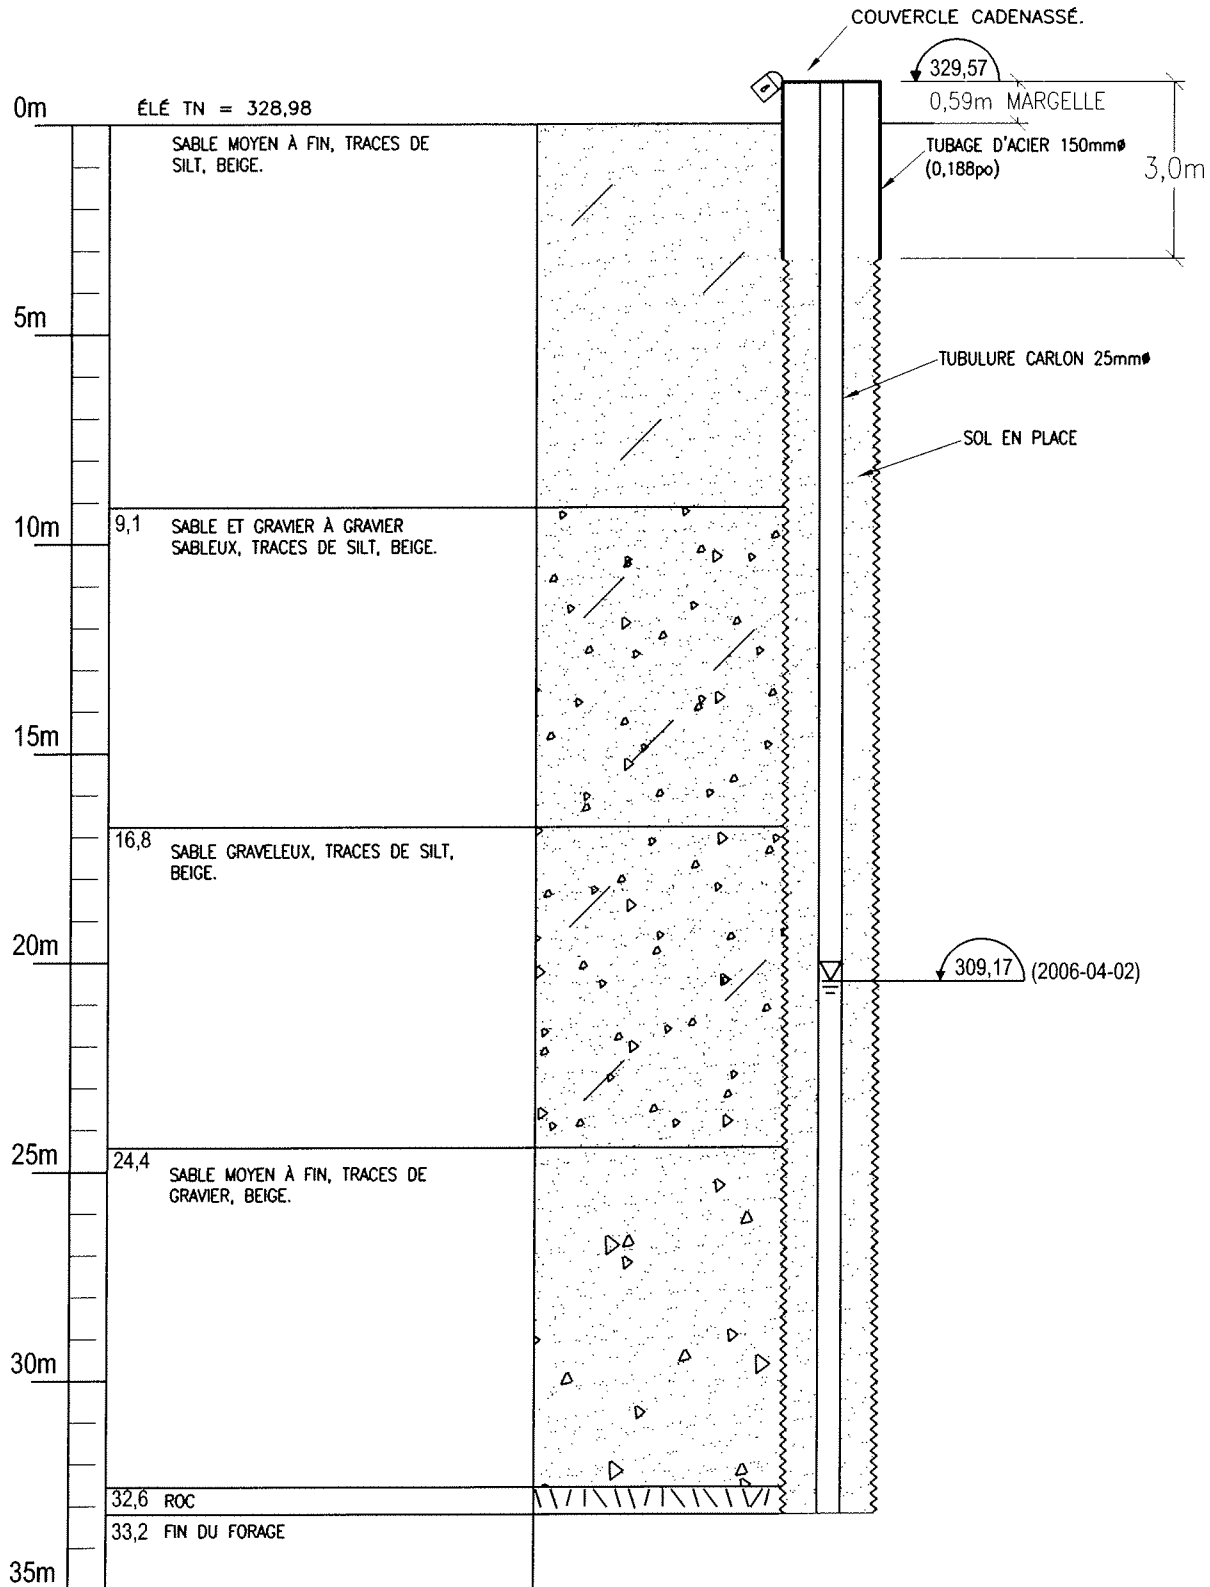 COUVERCLE CADENASSÉ.
329,57
0m
ÉLÉ TN = 328,98
0,59m MARGELLE
SABLE MOYEN À FIN, TRACES DE
SILT, BEIGE.
TUBAGE D'ACIER 150mmø
(0,188po)
3,0m
5m
TUBULURE CARLON 25mmø
SOL EN PLACE
10m
9,1
SABLE ET GRAVIER À GRAVIER
SABLEUX, TRACES DE SILT, BEIGE.
15m
16,8
SABLE GRAVELEUX, TRACES DE SILT,
BEIGE.
20m
309,17 (2006-04-02)
25m
24,4
SABLE MOYEN À FIN, TRACES DE
GRAVIER, BEIGE.
30m
32,6 ROC
33,2 FIN DU FORAGE
35m